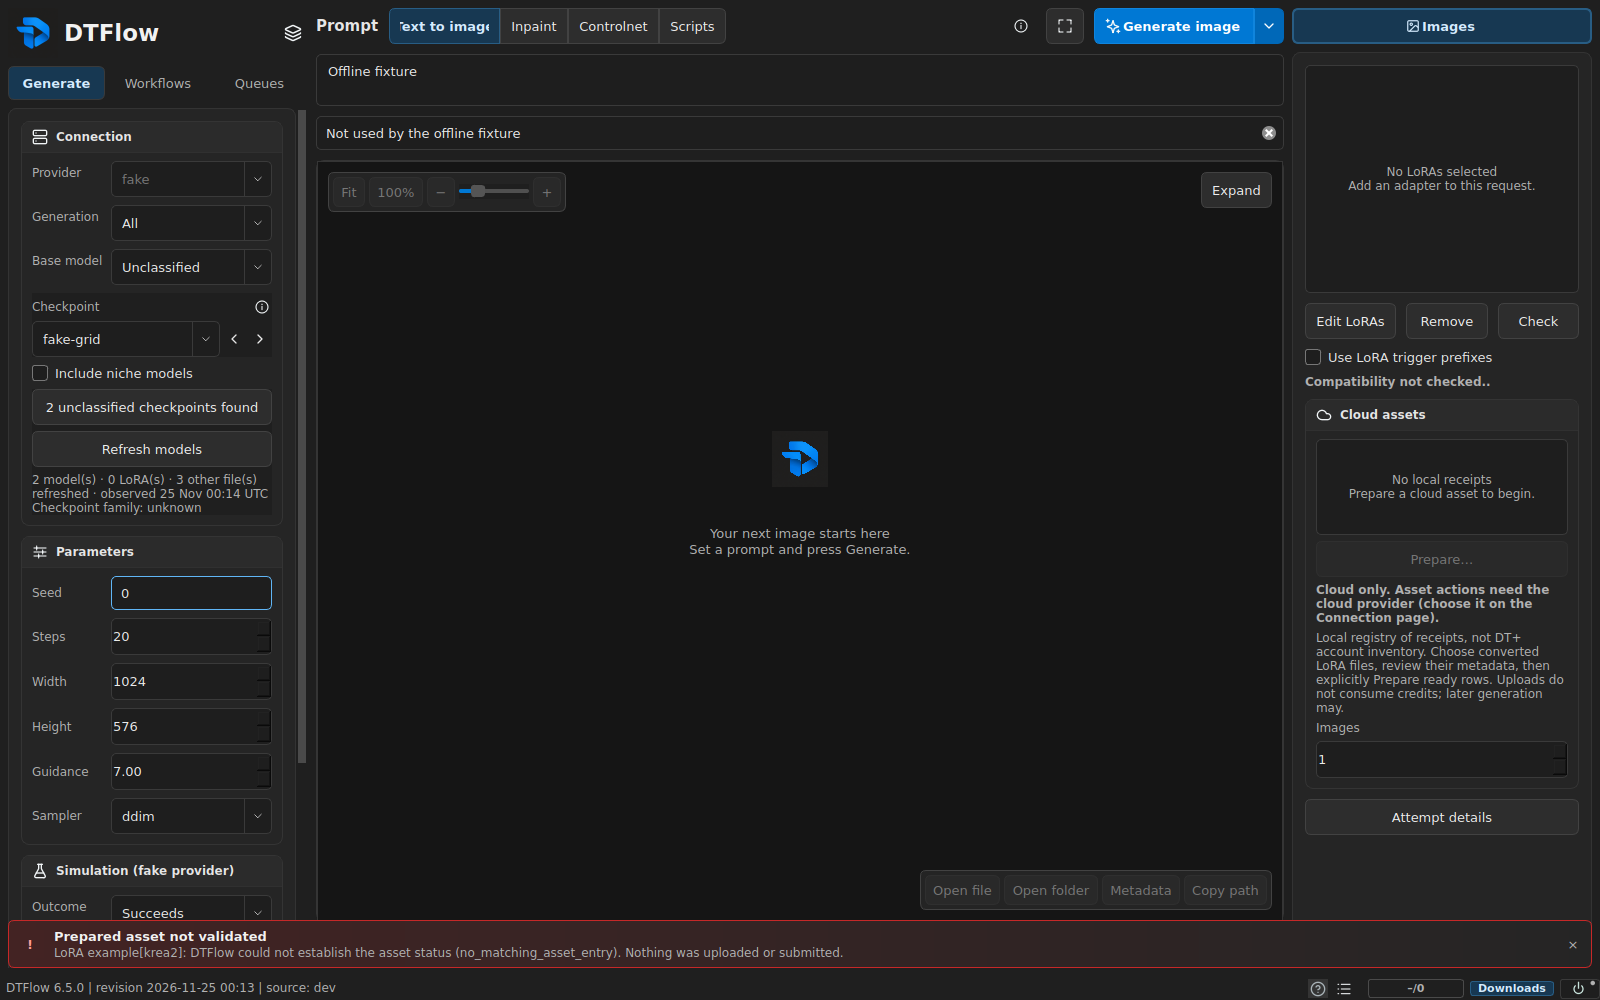 DTFlow
Generate
Workflows
Queues
Connection
Provider
fake
Generation
All
Base model
Unclassified
Checkpoint
fake-grid
Include niche models
2 unclassified checkpoints found
Refresh models
2 model(s) · 0 LoRA(s) · 3 other file(s)
refreshed · observed 25 Nov 00:14 UTC
Checkpoint family: unknown
Parameters
Seed
0
Steps
20
Width
1024
Height
576
Guidance
7.00
Sampler
ddim
Simulation (fake provider)
Outcome
Succeeds
Prompt
Text to image
Inpaint
Controlnet
Scripts
Generate image
Offline fixture
Not used by the offline fixture
Fit
100%
−
+
Expand
Your next image starts here
Set a prompt and press Generate.
Open file
Open folder
Metadata
Copy path
Images
No LoRAs selected
Add an adapter to this request.
Edit LoRAs
Remove
Check
Use LoRA trigger prefixes
Compatibility not checked..
Cloud assets
No local receipts
Prepare a cloud asset to begin.
Prepare...
Cloud only. Asset actions need the
cloud provider (choose it on the
Connection page).
Local registry of receipts, not DT+
account inventory. Choose converted
LoRA files, review their metadata, then
explicitly Prepare ready rows. Uploads do
not consume credits; later generation
may.
Images
1
Attempt details
! Prepared asset not validated
LoRA example[krea2]: DTFlow could not establish the asset status (no_matching_asset_entry). Nothing was uploaded or submitted.
DTFlow 6.5.0 | revision 2026-11-25 00:13 | source: dev
-/0
Downloads